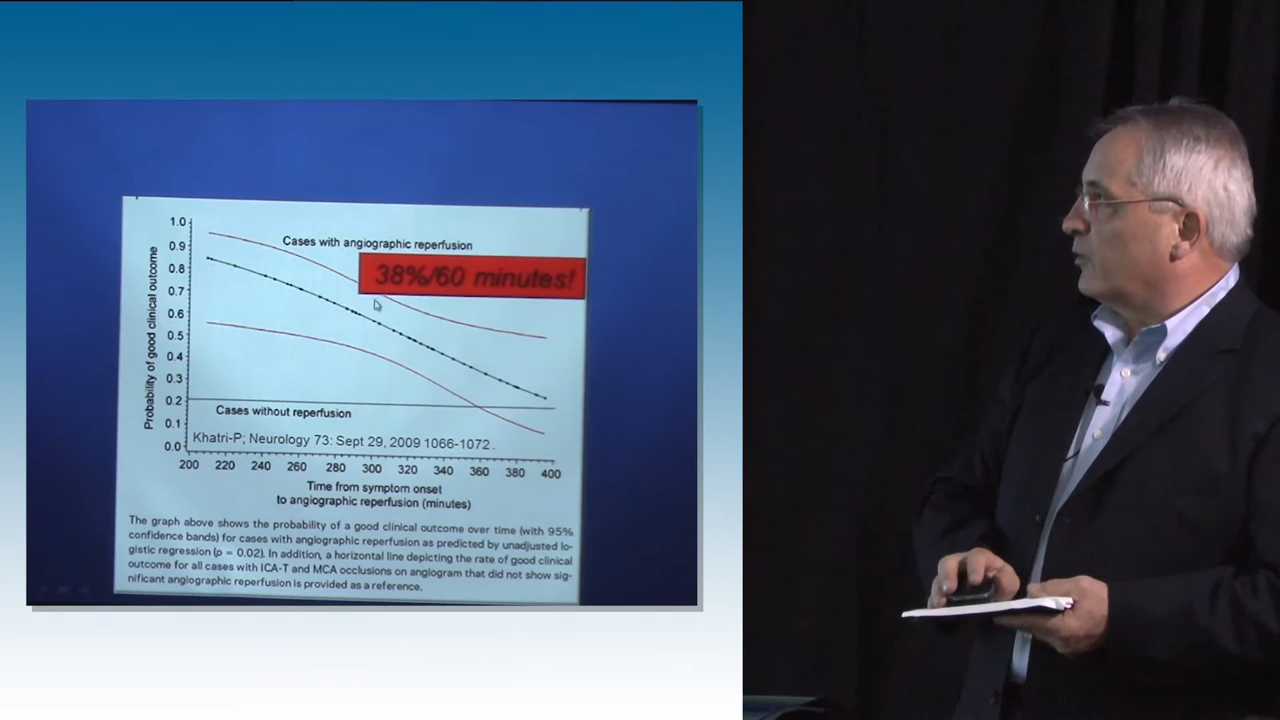 1.0
0.9
0.8
0.7
0.6
0.5
0.4
0.3
0.2
0.1
0.0
Probability of good clinical outcome
Cases with angiographic reperfusion
38%/60 minutes!
Cases without reperfusion
Khatri-P; Neurology 73: Sept 29, 2009 1066-1072.
200 220 240 260 280 300 320 340 360 380 400
Time from symptom onset
to angiographic reperfusion (minutes)
The graph above shows the probability of a good clinical outcome over time (with 95%
confidence bands) for cases with angiographic reperfusion as predicted by unadjusted lo-
gistic regression (p = 0.02). In addition, a horizontal line depicting the rate of good clinical
outcome for all cases with ICA-T and MCA occlusions on angiogram that did not show sig-
nificant angiographic reperfusion is provided as a reference.